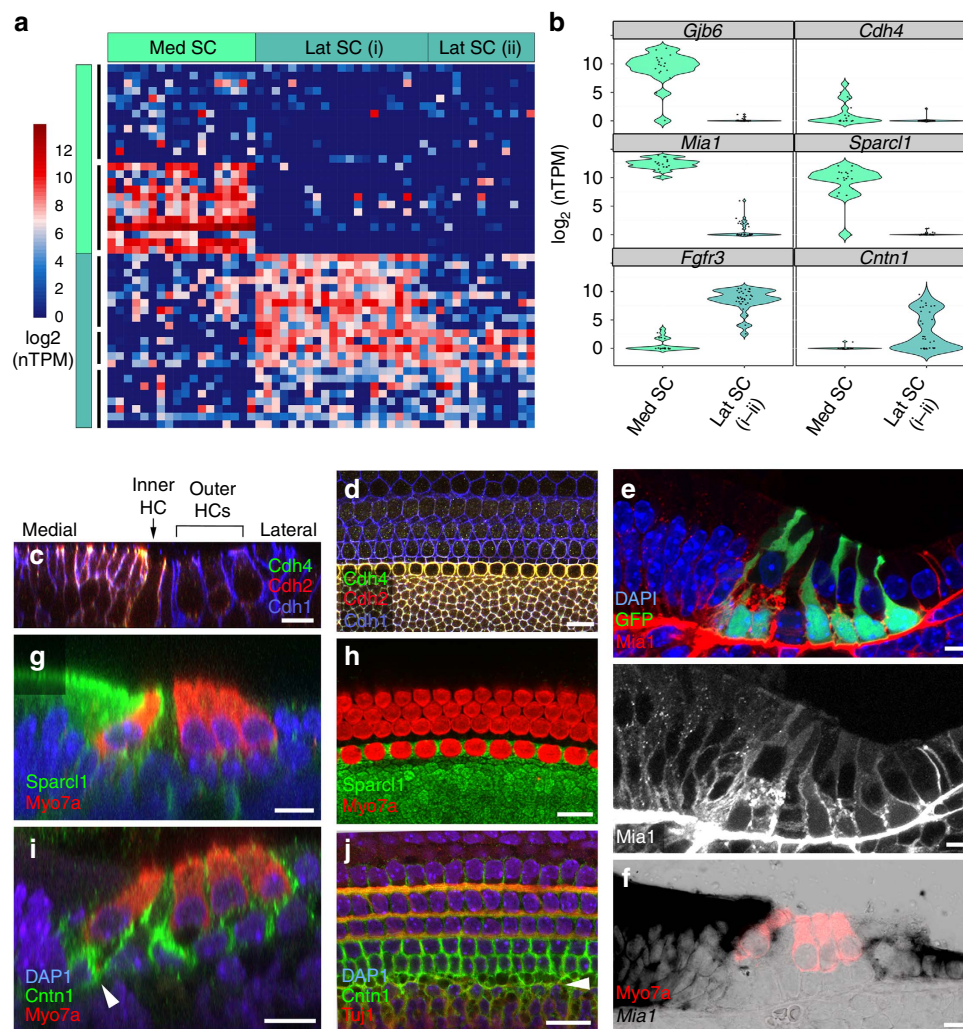 a
Med SC
Lat SC (i)
Lat SC (ii)
12
10
8
6
4
2
0
log2
(nTPM)
b
Gjb6
Cdh4
Mia1
Sparcl1
Fgfr3
Cntn1
10
5
0
10
5
0
10
5
0
log2 (nTPM)
Med SC
Lat SC
(i–ii)
Med SC
Lat SC
(i–ii)
Inner
HC
Outer
HCs
Medial
Lateral
c
Cdh4
Cdh2
Cdh1
d
Cdh4
Cdh2
Cdh1
e
DAPI
GFP
Mia1
g
Sparcl1
Myo7a
h
Sparcl1
Myo7a
Mia1
i
DAP1
Cntn1
Myo7a
j
DAP1
Cntn1
Tuj1
f
Myo7a
Mia1